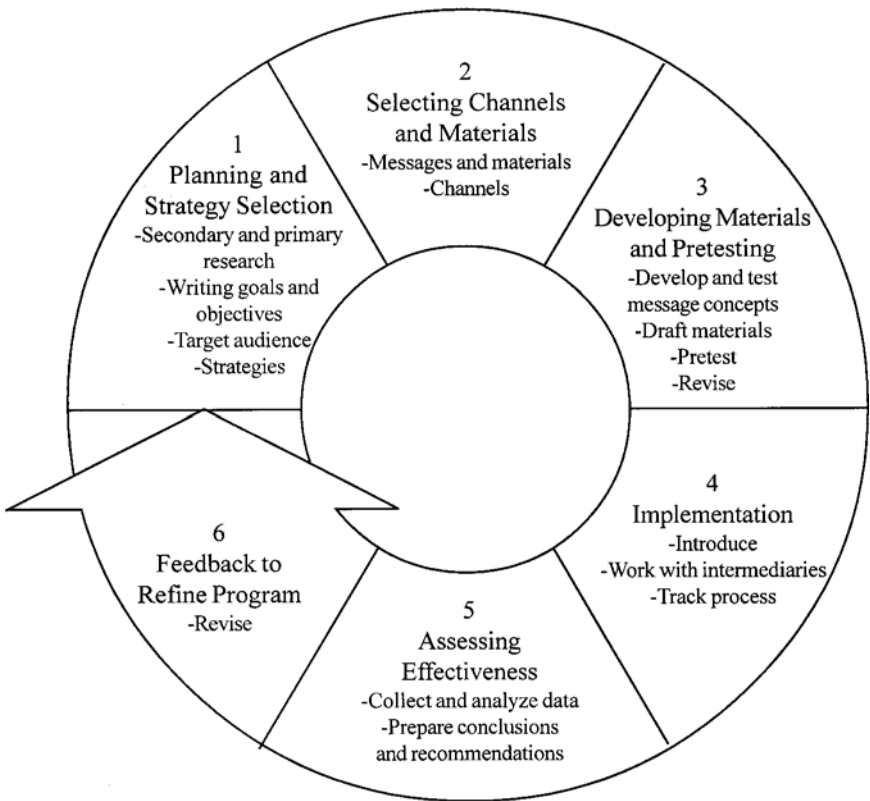 1
Planning and
Strategy Selection
-Secondary and primary
research
-Writing goals and
objectives
-Target audience
-Strategies
2
Selecting Channels
and Materials
-Messages and materials
-Channels
3
Developing Materials
and Pretesting
-Develop and test
message concepts
-Draft materials
-Pretest
-Revise
4
Implementation
-Introduce
-Work with intermediaries
-Track process
5
Assessing
Effectiveness
-Collect and analyze data
-Prepare conclusions
and recommendations
6
Feedback to
Refine Program
-Revise